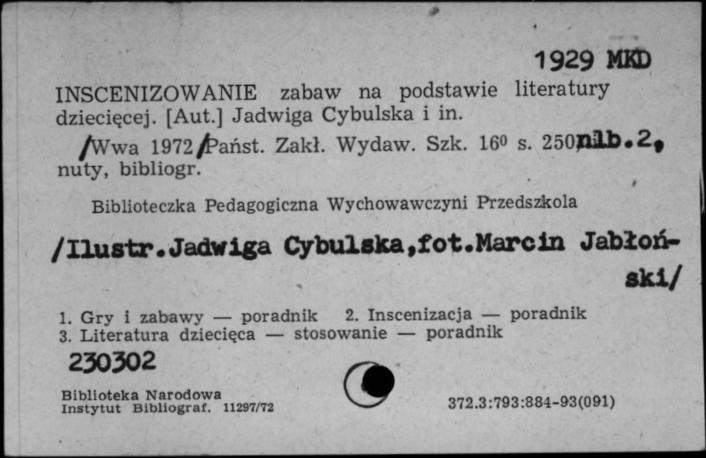 1929 MKD
INSCENIZOWANIE zabaw na podstawie literatury
dziecięcej. [Aut.] Jadwiga Cybulska i in.
/Wwa 1972/Państ. Zakł. Wydaw. Szk. 16⁰ s. 250,nlb.2,
nuty, bibliogr.
Biblioteczka Pedagogiczna Wychowawczyni Przedszkola
/Ilustr.Jadwiga Cybulska,fot.Marcin Jabłoń-
ski/
1. Gry i zabawy — poradnik 2. Inscenizacja — poradnik
3. Literatura dziecięca — stosowanie — poradnik
230302
Biblioteka Narodowa
Instytut Bibliograf. 11297/72
372.3:793:884-93(091)